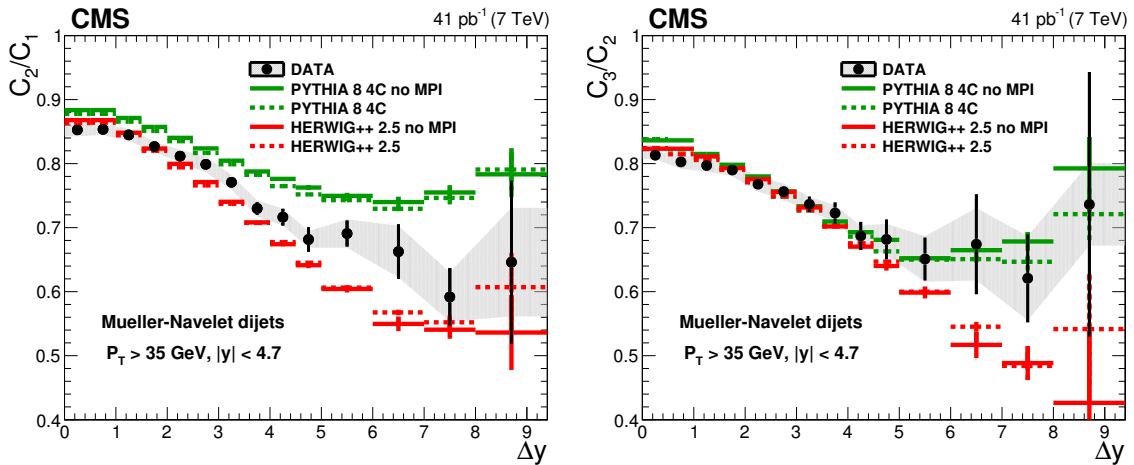 CMS
41 pb⁻¹ (7 TeV)
C₂/C₁
1
0.9
0.8
0.7
0.6
0.5
0.4
DATA
PYTHIA 8 4C no MPI
PYTHIA 8 4C
HERWIG++ 2.5 no MPI
HERWIG++ 2.5
Mueller-Navelet dijets
P_T > 35 GeV, |y| < 4.7
0 1 2 3 4 5 6 7 8 9
Δy
CMS
41 pb⁻¹ (7 TeV)
C₃/C₂
1
0.9
0.8
0.7
0.6
0.5
0.4
DATA
PYTHIA 8 4C no MPI
PYTHIA 8 4C
HERWIG++ 2.5 no MPI
HERWIG++ 2.5
Mueller-Navelet dijets
P_T > 35 GeV, |y| < 4.7
0 1 2 3 4 5 6 7 8 9
Δy